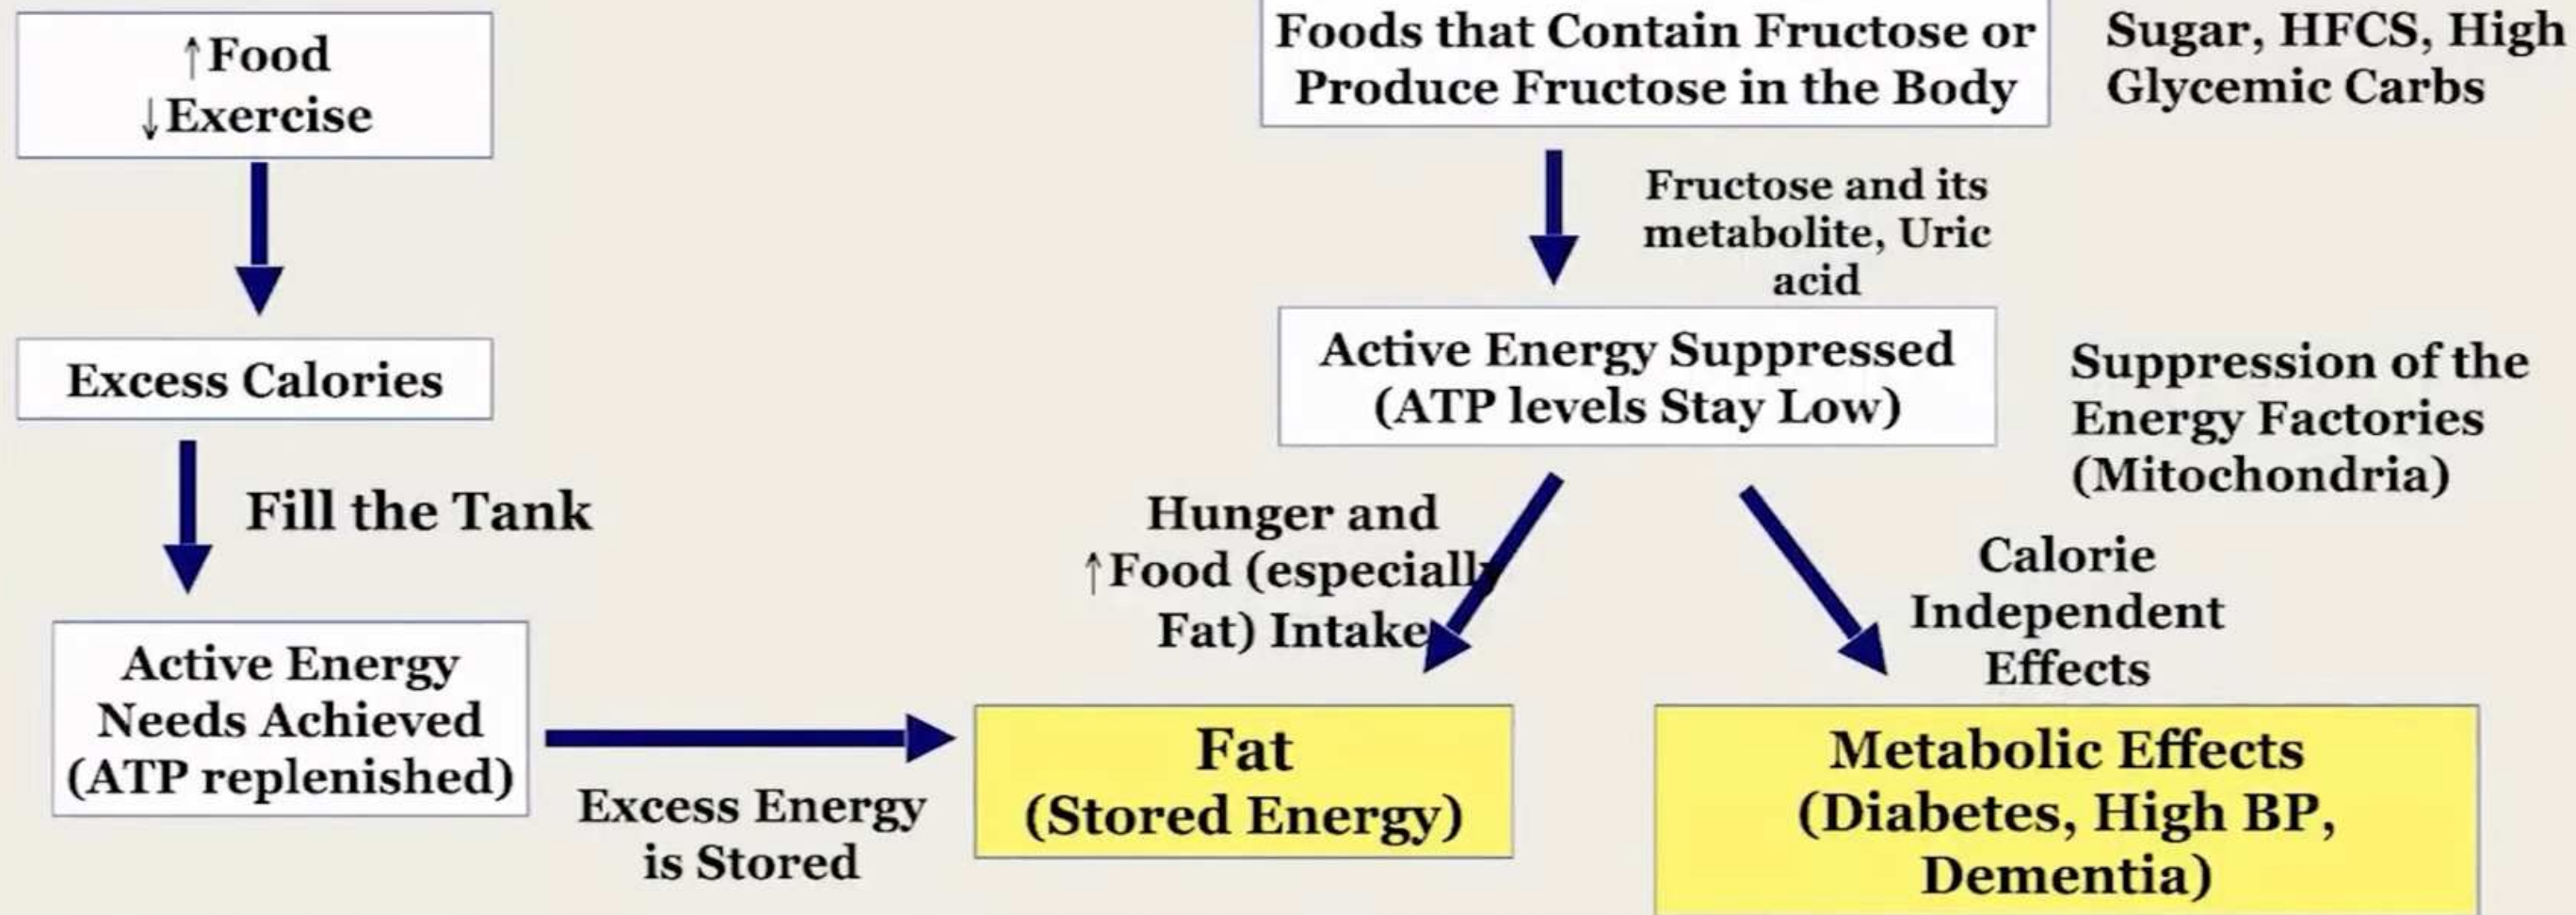 ↑Food
↓Exercise
Excess Calories
Fill the Tank
Active Energy
Needs Achieved
(ATP replenished)
Excess Energy
is Stored
Foods that Contain Fructose or
Produce Fructose in the Body
Sugar, HFCS, High
Glycemic Carbs
Fructose and its
metabolite, Uric
acid
Active Energy Suppressed
(ATP levels Stay Low)
Suppression of the
Energy Factories
(Mitochondria)
Hunger and
↑Food (especially
Fat) Intake
Calorie
Independent
Effects
Fat
(Stored Energy)
Metabolic Effects
(Diabetes, High BP,
Dementia)